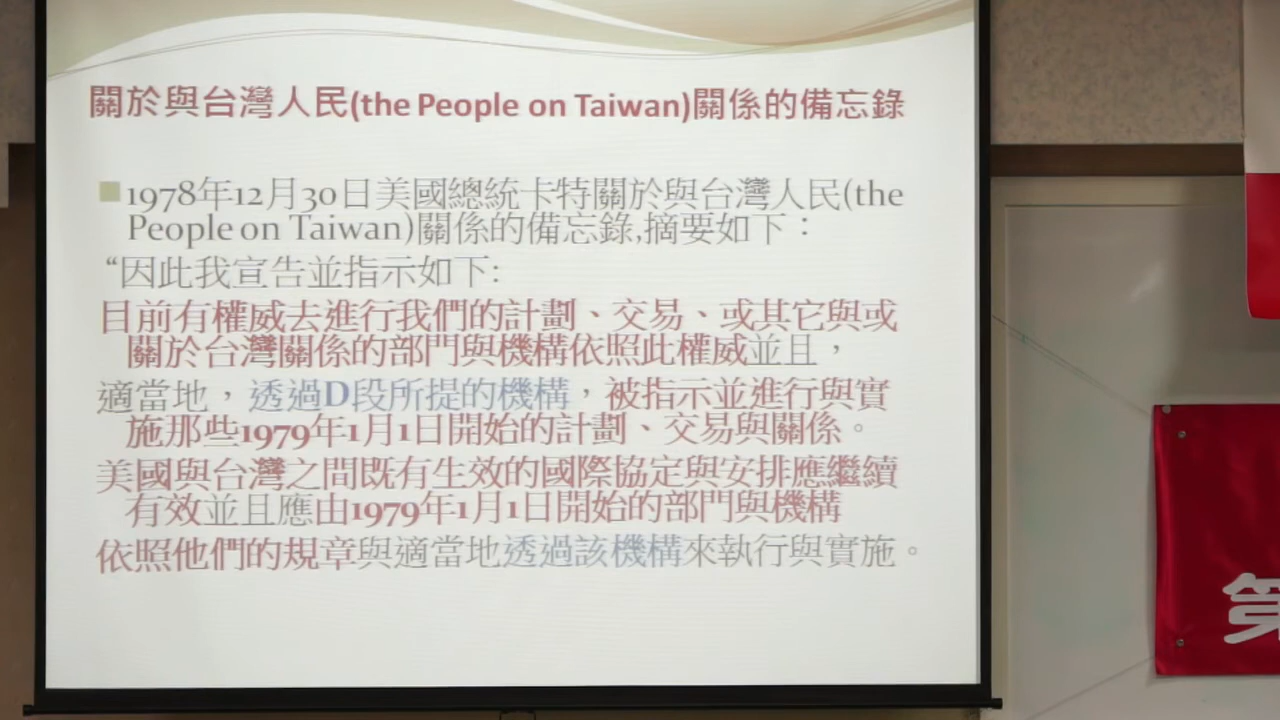 關於與台灣人民(the People on Taiwan)關係的備忘錄
1978年12月30日美國總統卡特關於與台灣人民(the
People on Taiwan)關係的備忘錄,摘要如下：
“因此我宣告並指示如下:
目前有權威去進行我們的計劃、交易、或其它與或
關於台灣關係的部門與機構依照此權威並且，
適當地，透過D段所提的機構，被指示並進行與實
施那些1979年1月1日開始的計劃、交易與關係。
美國與台灣之間既有生效的國際協定與安排應繼續
有效並且應由1979年1月1日開始的部門與機構
依照他們的規章與適當地透過該機構來執行與實施。
第